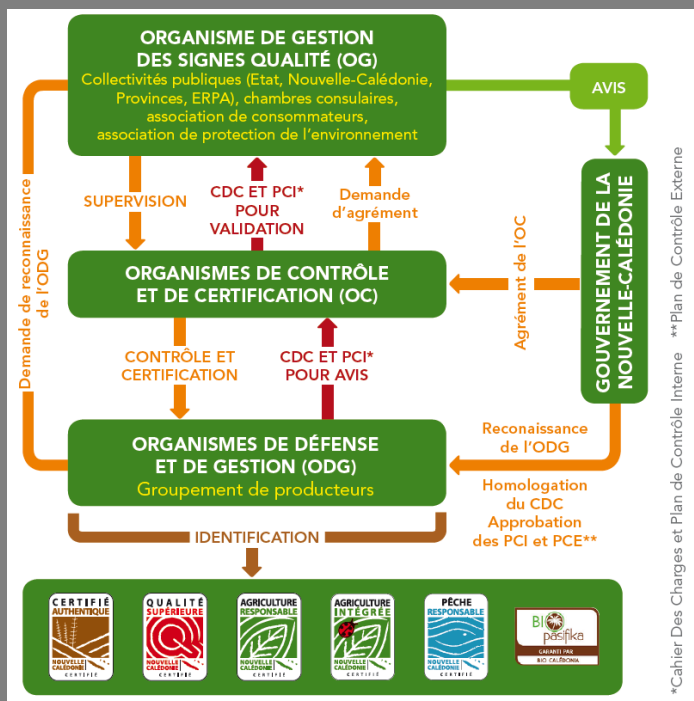 ORGANISME DE GESTION
DES SIGNES QUALITÉ (OG)
Collectivités publiques (Etat, Nouvelle-Calédonie,
Provinces, ERPA), chambres consulaires,
association de consommateurs,
association de protection de l'environnement
AVIS
Demande de reconnaissance
de l'ODG
SUPERVISION
CDC ET PCI*
POUR
VALIDATION
Demande
d'agrément
GOUVERNEMENT DE LA
NOUVELLE-CALÉDONIE
ORGANISMES DE CONTRÔLE
ET DE CERTIFICATION (OC)
Agrément de l'OC
CONTRÔLE ET
CERTIFICATION
CDC ET PCI*
POUR AVIS
ORGANISMES DE DÉFENSE
ET DE GESTION (ODG)
Groupement de producteurs
Reconaissance
de l'ODG
Homologation
du CDC
Approbation
des PCI et PCE**
IDENTIFICATION
CERTIFIÉ
AUTHENTIQUE
NOUVELLE
CALÉDONIE
CERTIFIÉ
QUALITÉ
SUPÉRIEURE
NOUVELLE
CALÉDONIE
CERTIFIÉ
AGRICULTURE
RESPONSABLE
NOUVELLE
CALÉDONIE
CERTIFIÉ
AGRICULTURE
INTÉGRÉE
NOUVELLE
CALÉDONIE
CERTIFIÉ
PÊCHE
RESPONSABLE
NOUVELLE
CALÉDONIE
CERTIFIÉ
BIO
pasifika
GARANTI PAR
BIO CALÉDONIA
*Cahier Des Charges et Plan de Contrôle Interne **Plan de Contrôle Externe